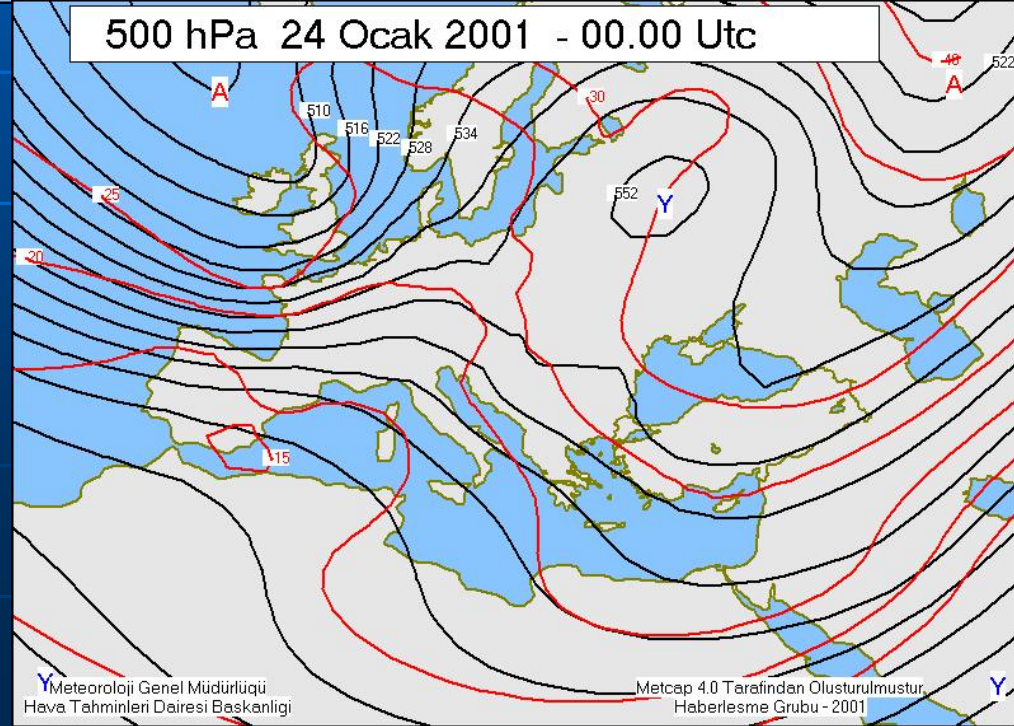 500 hPa 24 Ocak 2001 - 00.00 Utc
-40
522
A
A
-30
510
516
522
528
534
-25
552
Y
-20
-15
Y
Y
Meteoroloji Genel Müdürlügü
Hava Tahminleri Dairesi Baskanligi
Metcap 4.0 Tarafindan Olusturulmustur
Haberlesme Grubu - 2001